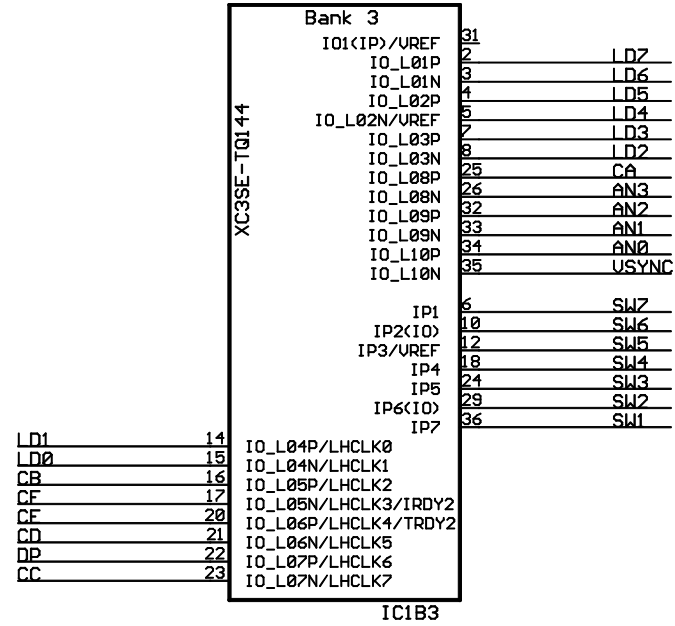 Bank 3
IO1(IP)/VREF 31
IO_L01P 2 LD7
IO_L01N 3 LD6
IO_L02P 4 LD5
IO_L02N/VREF 5 LD4
IO_L03P 7 LD3
IO_L03N 8 LD2
IO_L08P 25 CA
IO_L08N 26 AN3
IO_L09P 32 AN2
IO_L09N 33 AN1
IO_L10P 34 AN0
IO_L10N 35 VSYNC
XC3SE-TQ144
IP1 6 SW7
IP2(IO) 10 SW6
IP3/VREF 12 SW5
IP4 18 SW4
IP5 24 SW3
IP6(IO) 29 SW2
IP7 36 SW1
LD1 14 IO_L04P/LHCLK0
LD0 15 IO_L04N/LHCLK1
CB 16 IO_L05P/LHCLK2
CF 17 IO_L05N/LHCLK3/IRDY2
CE 20 IO_L06P/LHCLK4/TRDY2
CD 21 IO_L06N/LHCLK5
DP 22 IO_L07P/LHCLK6
CC 23 IO_L07N/LHCLK7
IC1B3